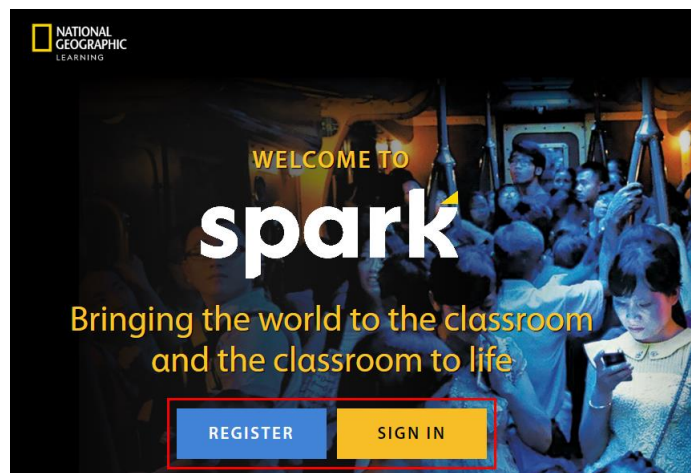 NATIONAL
GEOGRAPHIC
LEARNING
WELCOME TO
spark
Bringing the world to the classroom
and the classroom to life
REGISTER SIGN IN